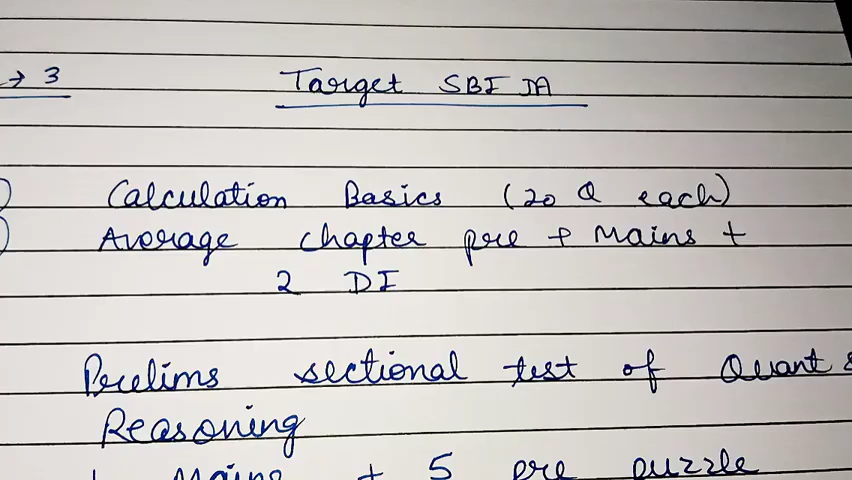 → 3
Target SBI JA
Calculation Basics (20 Q each)
Average chapter pre + Mains +
2 DI
Prelims sectional test of Quant &
Reasoning
Mains + 5 pre puzzle